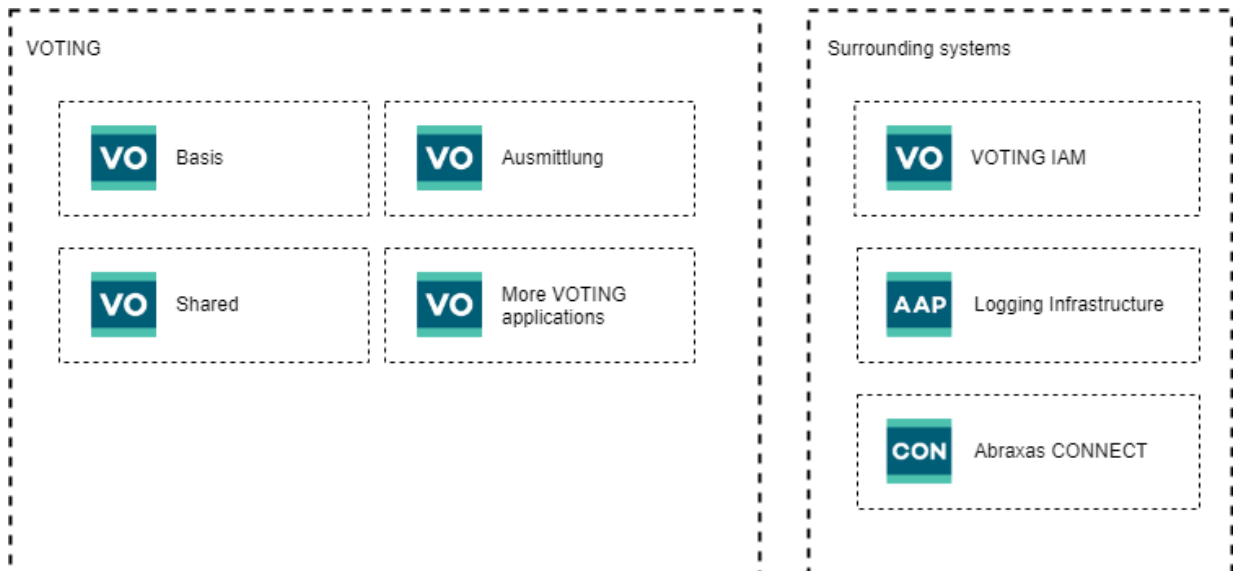 VOTING
VO Basis
VO Ausmittlung
VO Shared
VO More VOTING
applications
Surrounding systems
VO VOTING IAM
AAP Logging Infrastructure
CON Abraxas CONNECT